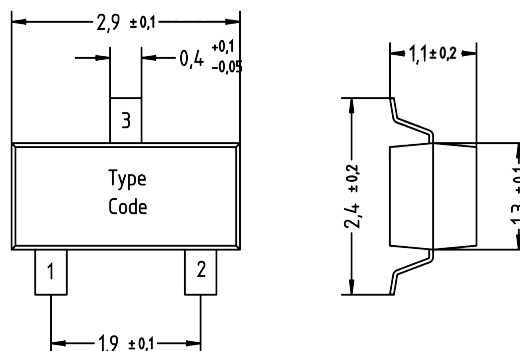 2,9 ±0,1
0,4 +0,1 −0,05
1,1±0,2
3
Type
Code
1
2
2,4 ±0,2
1,3 ±0,1
1,9 ±0,1